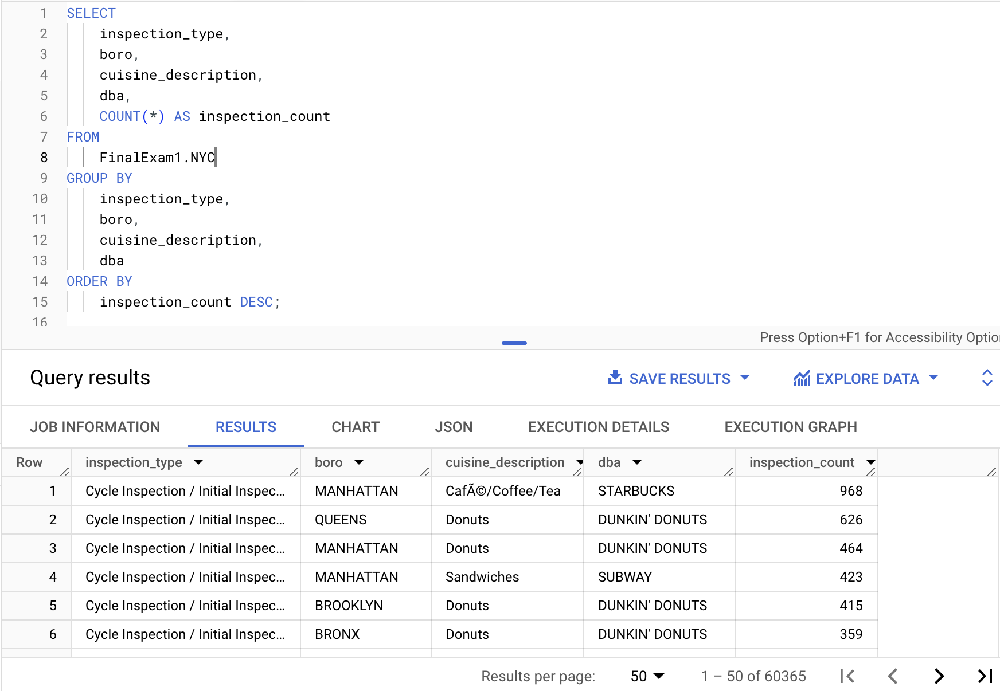 1 SELECT
2 inspection_type,
3 boro,
4 cuisine_description,
5 dba,
6 COUNT(*) AS inspection_count
7 FROM
8 FinalExam1.NYC
9 GROUP BY
10 inspection_type,
11 boro,
12 cuisine_description,
13 dba
14 ORDER BY
15 inspection_count DESC;
16
Press Option+F1 for Accessibility Optio
Query results SAVE RESULTS EXPLORE DATA
JOB INFORMATION RESULTS CHART JSON EXECUTION DETAILS EXECUTION GRAPH
Row inspection_type boro cuisine_description dba inspection_count
1 Cycle Inspection / Initial Inspec... MANHATTAN CafÃ©/Coffee/Tea STARBUCKS 968
2 Cycle Inspection / Initial Inspec... QUEENS Donuts DUNKIN' DONUTS 626
3 Cycle Inspection / Initial Inspec... MANHATTAN Donuts DUNKIN' DONUTS 464
4 Cycle Inspection / Initial Inspec... MANHATTAN Sandwiches SUBWAY 423
5 Cycle Inspection / Initial Inspec... BROOKLYN Donuts DUNKIN' DONUTS 415
6 Cycle Inspection / Initial Inspec... BRONX Donuts DUNKIN' DONUTS 359
Results per page: 50 1 – 50 of 60365